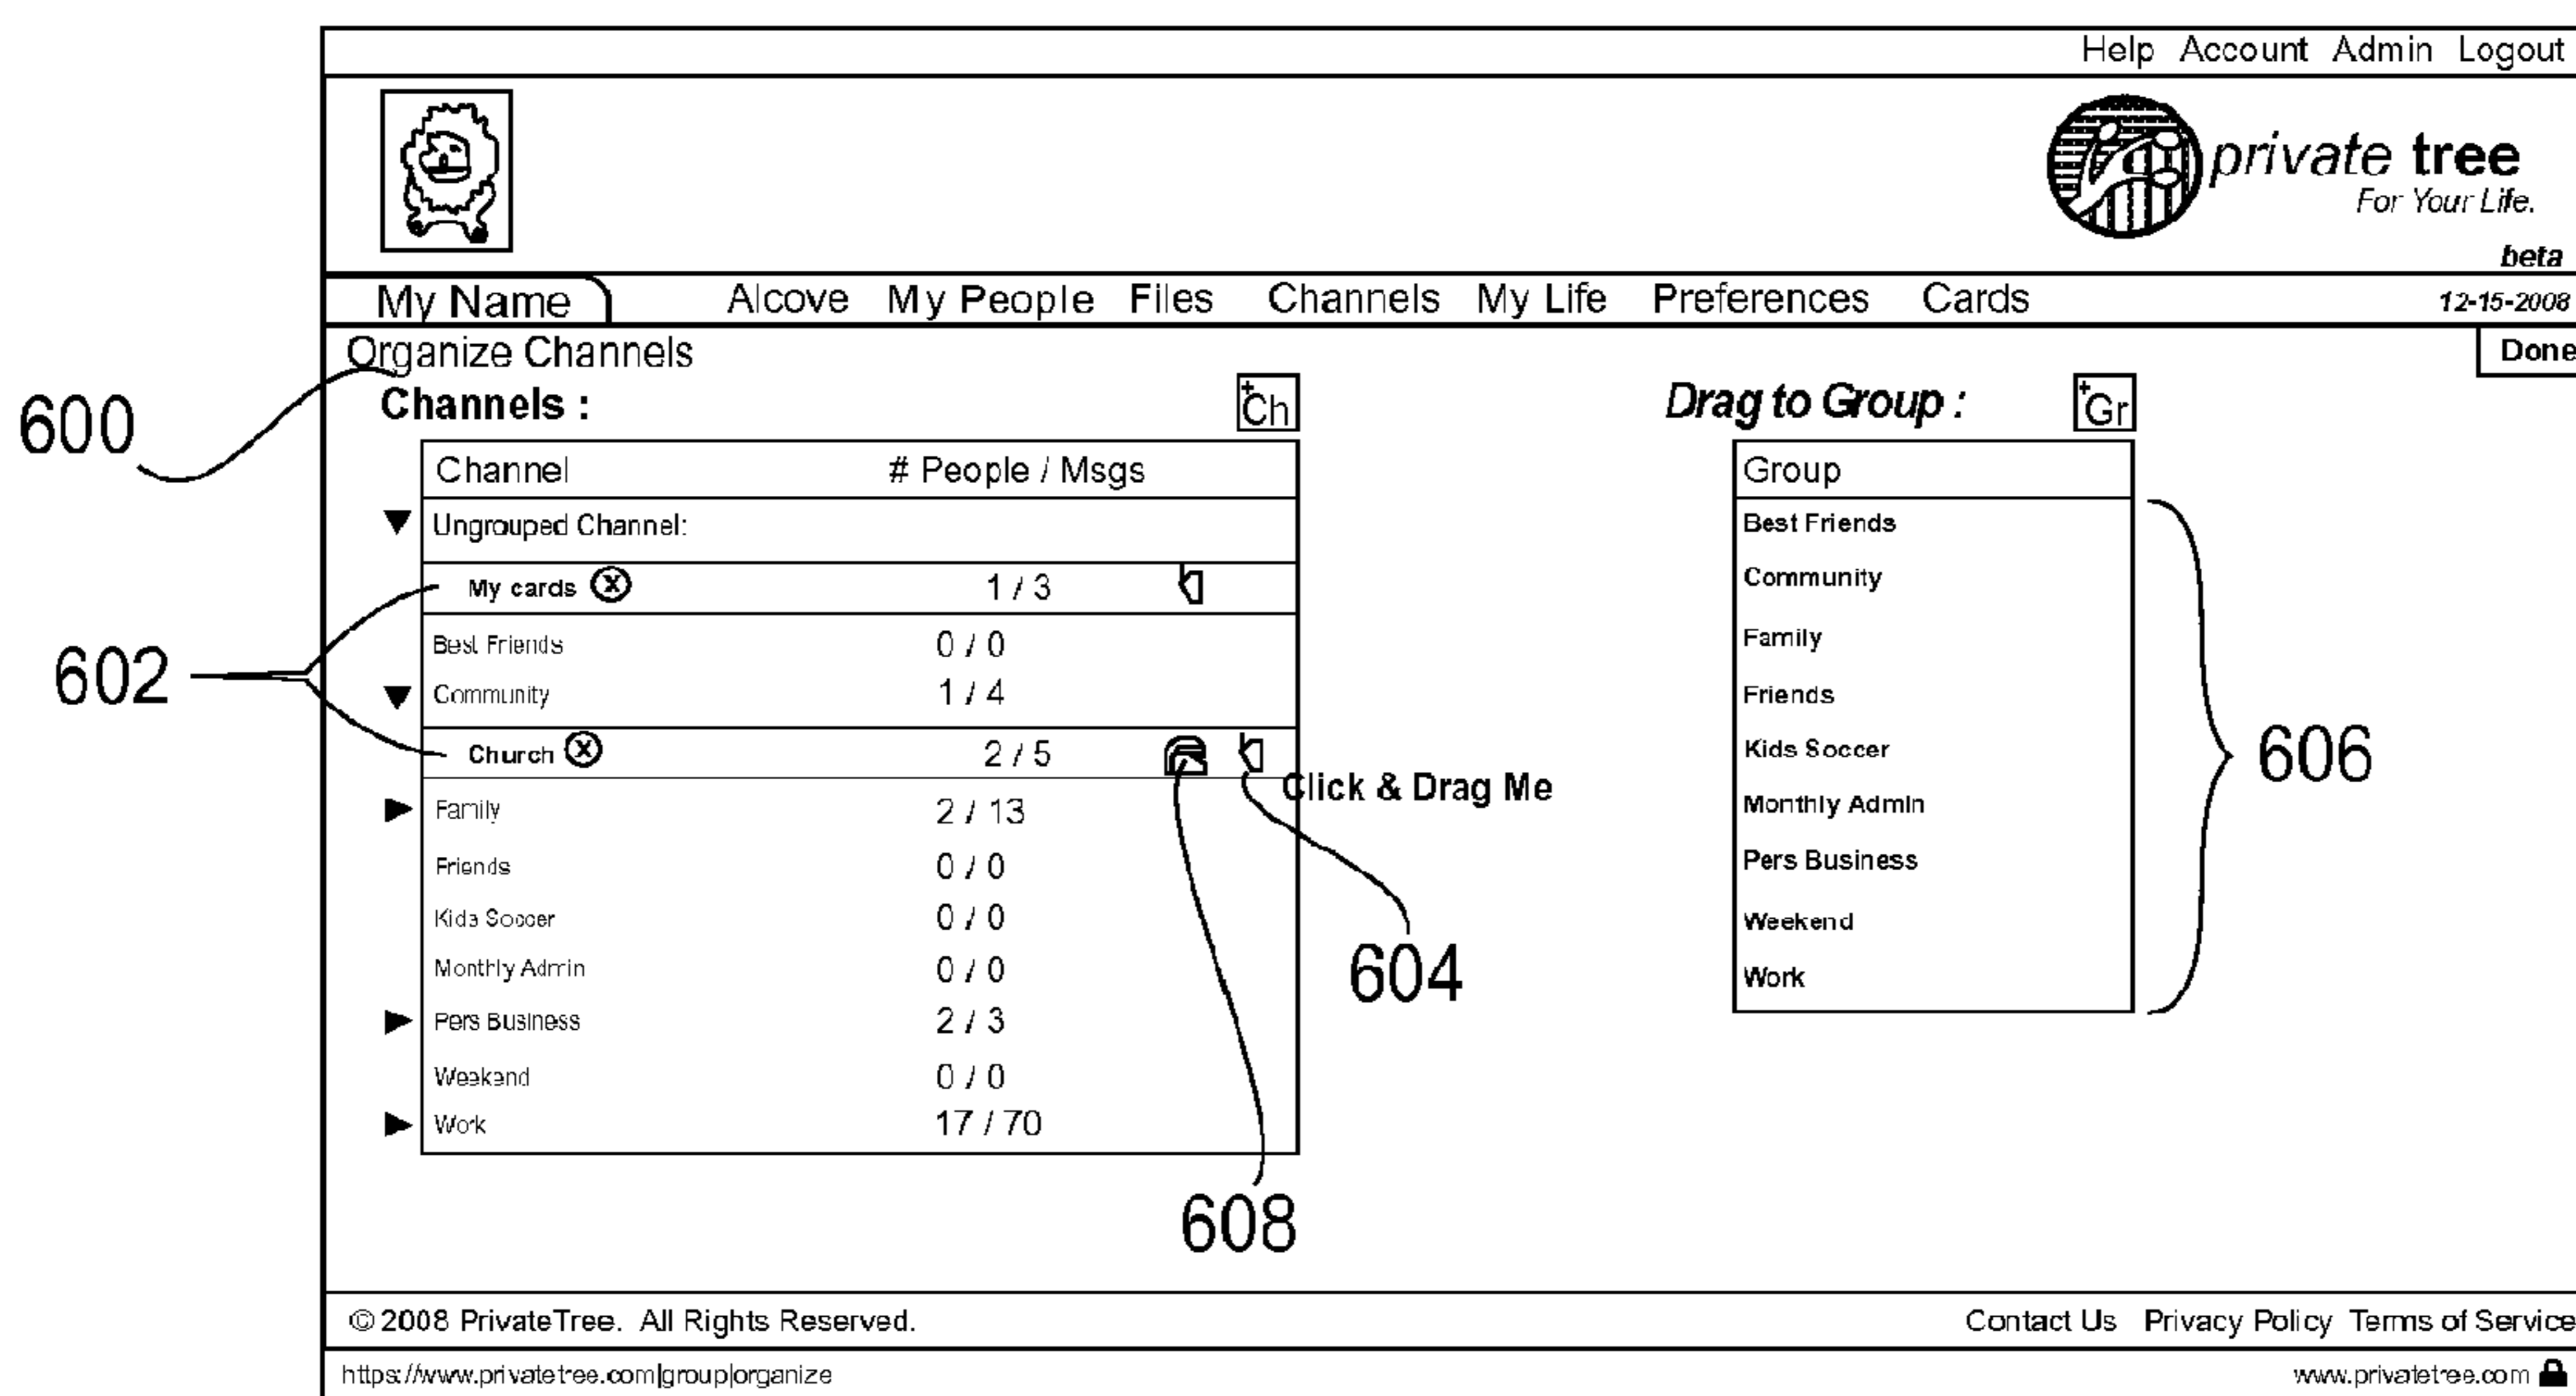 Help Account Admin Logout
private tree
For Your Life.
beta
My Name Alcove My People Files Channels My Life Preferences Cards 12-15-2008
Organize Channels Done
600
Channels : +Ch Drag to Group : +Gr
Channel # People / Msgs Group
Ungrouped Channel: Best Friends
My cards X 1 / 3 Community
Best Friends 0 / 0 Family
602
Community 1 / 4 Friends
Church X 2 / 5 Kids Soccer
606
Click & Drag Me
Family 2 / 13 Monthly Admin
Friends 0 / 0 Pers Business
Kids Soccer 0 / 0 Weekend
Monthly Admin 0 / 0 Work
604
Pers Business 2 / 3
Weekend 0 / 0
Work 17 / 70
608
© 2008 PrivateTree. All Rights Reserved. Contact Us Privacy Policy Terms of Service
https://www.privatetree.com|group|organize www.privatetree.com